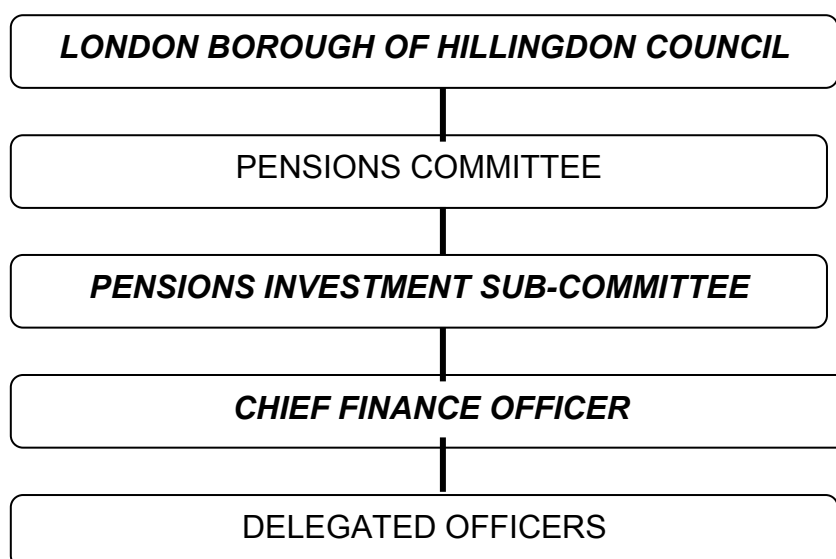 LONDON BOROUGH OF HILLINGDON COUNCIL
PENSIONS COMMITTEE
PENSIONS INVESTMENT SUB-COMMITTEE
CHIEF FINANCE OFFICER
DELEGATED OFFICERS